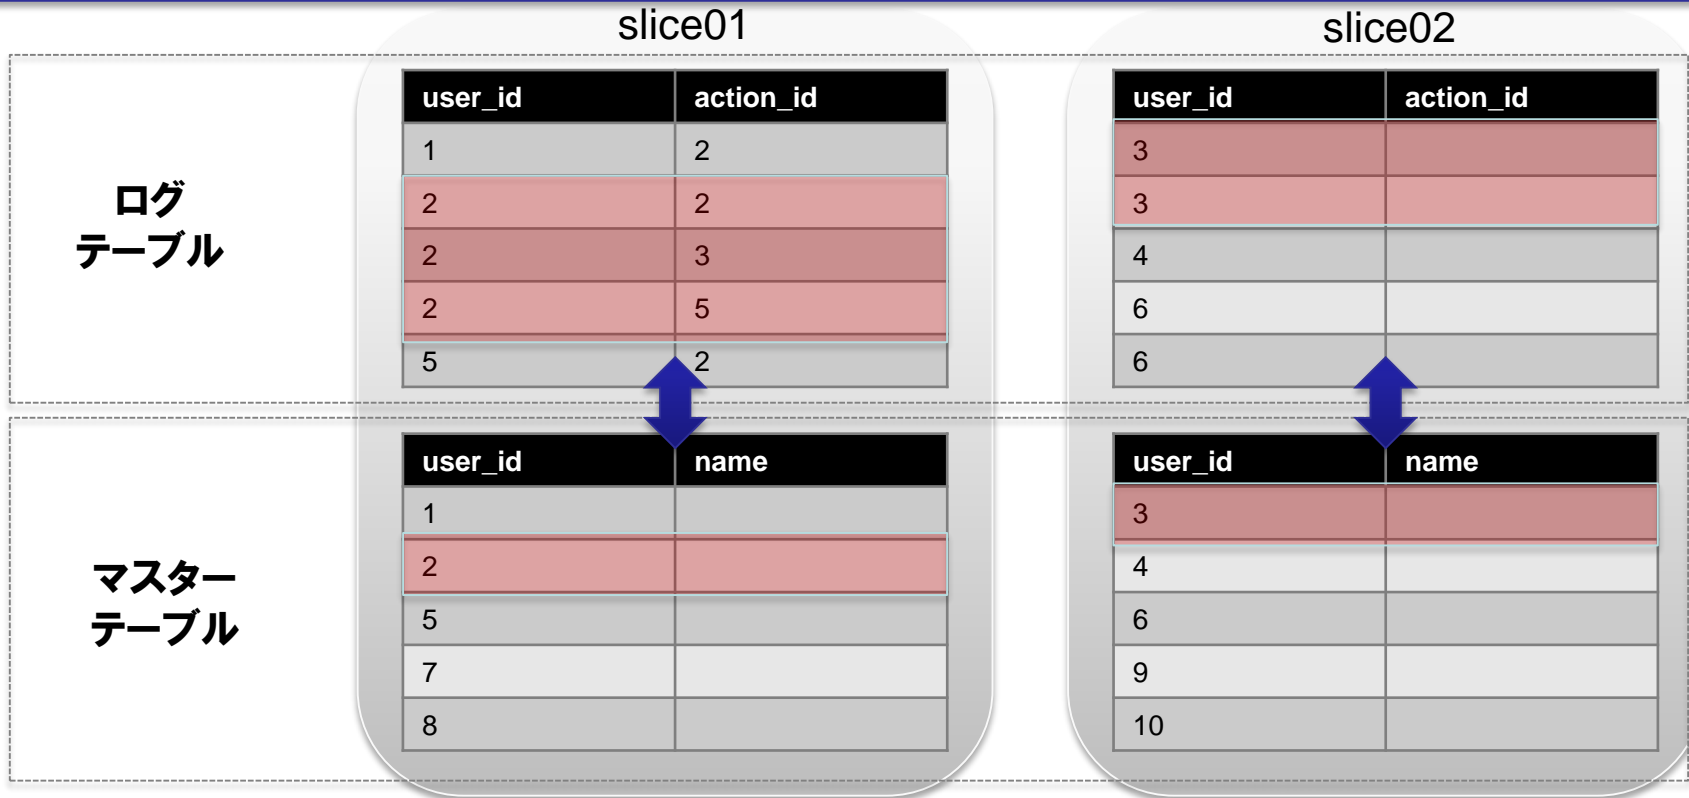 slice01
slice02
ログ
テーブル
user_id action_id
1 2
2 2
2 3
2 5
5 2
user_id action_id
3
3
4
6
6
マスター
テーブル
user_id name
1
2
5
7
8
user_id name
3
4
6
9
10